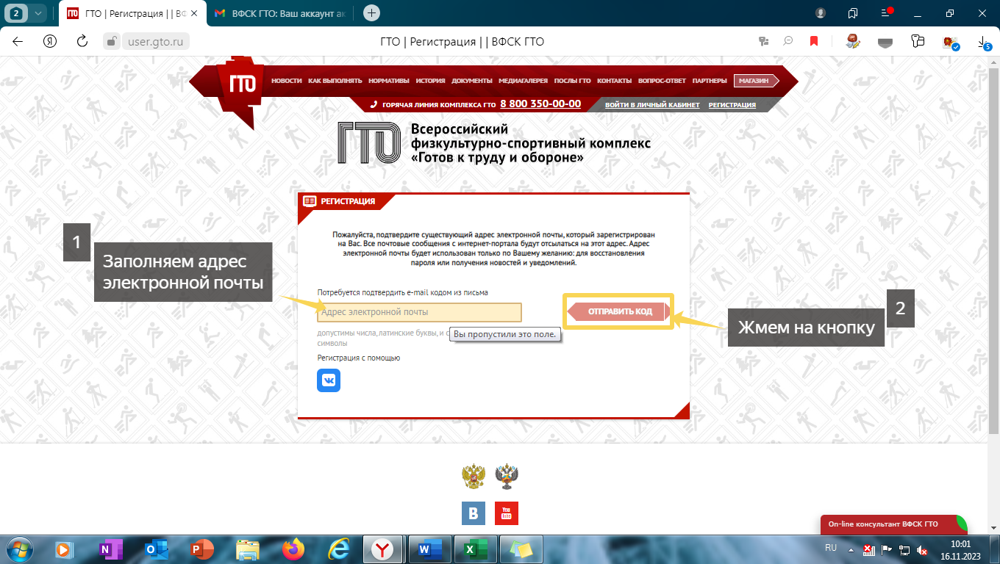 2
ГТО | Регистрация | | В
ВФСК ГТО: Ваш аккаунт ак
Я
user.gto.ru
ГТО | Регистрация | | ВФСК ГТО
5
ГТО
НОВОСТИ КАК ВЫПОЛНЯТЬ НОРМАТИВЫ ИСТОРИЯ ДОКУМЕНТЫ МЕДИАГАЛЕРЕЯ ПОСЛЫ ГТО КОНТАКТЫ ВОПРОС-ОТВЕТ ПАРТНЕРЫ МАГАЗИН
ГОРЯЧАЯ ЛИНИЯ КОМПЛЕКСА ГТО 8 800 350-00-00 ВОЙТИ В ЛИЧНЫЙ КАБИНЕТ РЕГИСТРАЦИЯ
ГТО
Всероссийский
физкультурно-спортивный комплекс
«Готов к труду и обороне»
РЕГИСТРАЦИЯ
Пожалуйста, подтвердите существующий адрес электронной почты, который зарегистрирован
на Вас. Все почтовые сообщения с интернет-портала будут отсылаться на этот адрес. Адрес
электронной почты будет использован только по Вашему желанию: для восстановления
пароля или получения новостей и уведомлений.
1
Заполняем адрес
электронной почты
Потребуется подтвердить e-mail кодом из письма
Адрес электронной почты
ОТПРАВИТЬ КОД
2
Жмем на кнопку
допустимы числа, латинские буквы, и с
символы
Вы пропустили это поле.
Регистрация с помощью
B
You
Tube
On-line консультант ВФСК ГТО
RU
10:01
16.11.2023